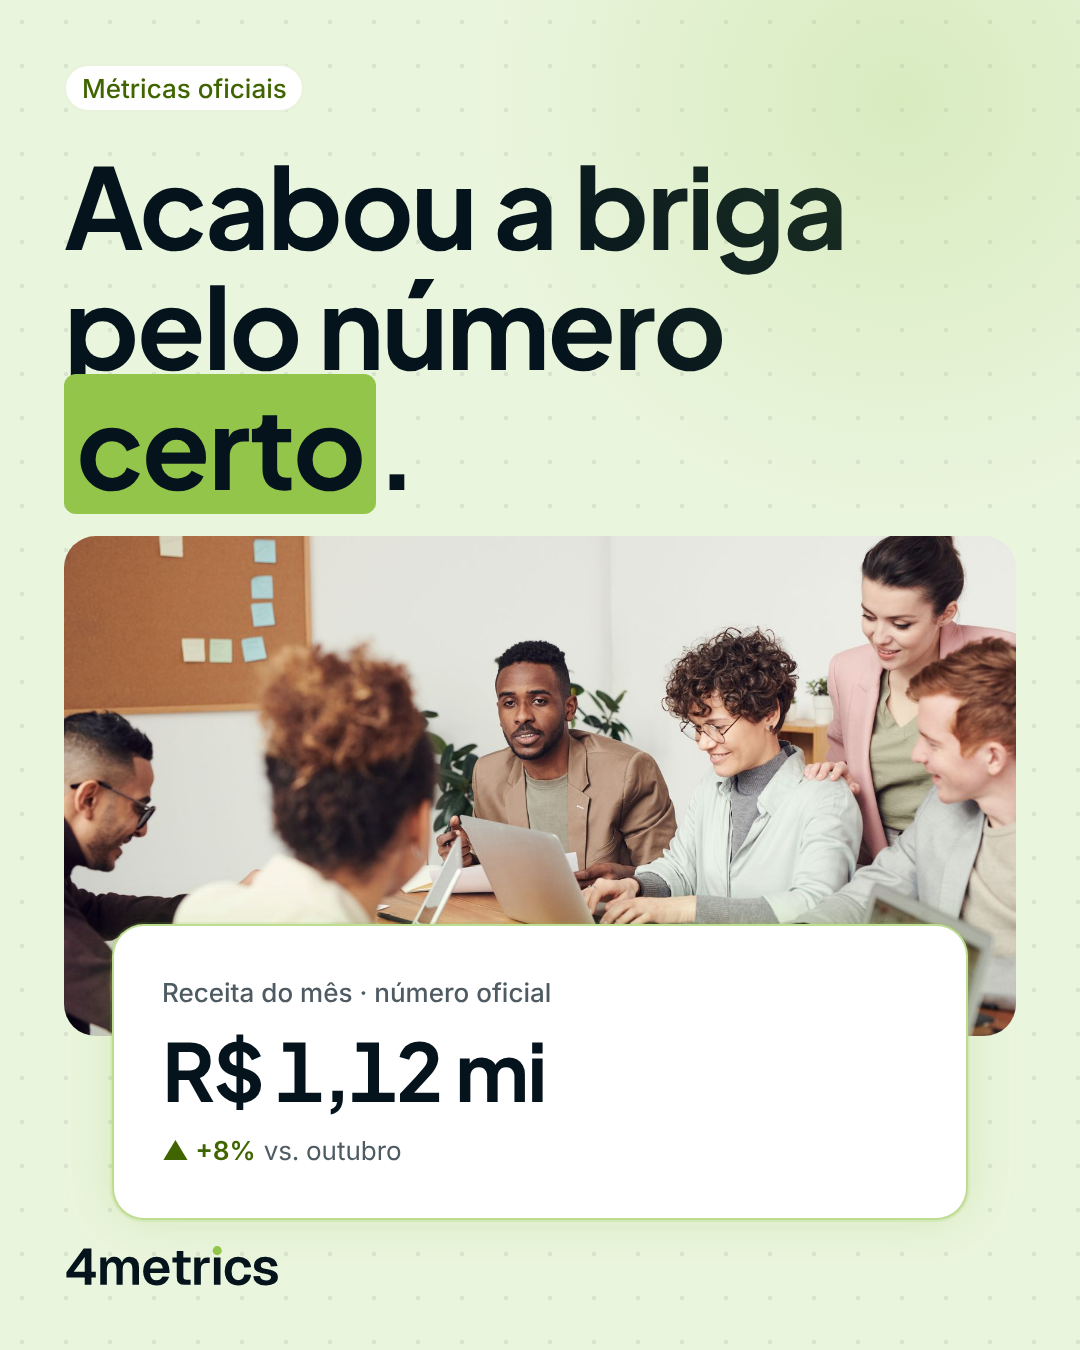 Métricas oficiais
Acabou a briga
pelo número
certo.
Receita do mês · número oficial
R$ 1,12 mi
▲ +8% vs. outubro
4metrics